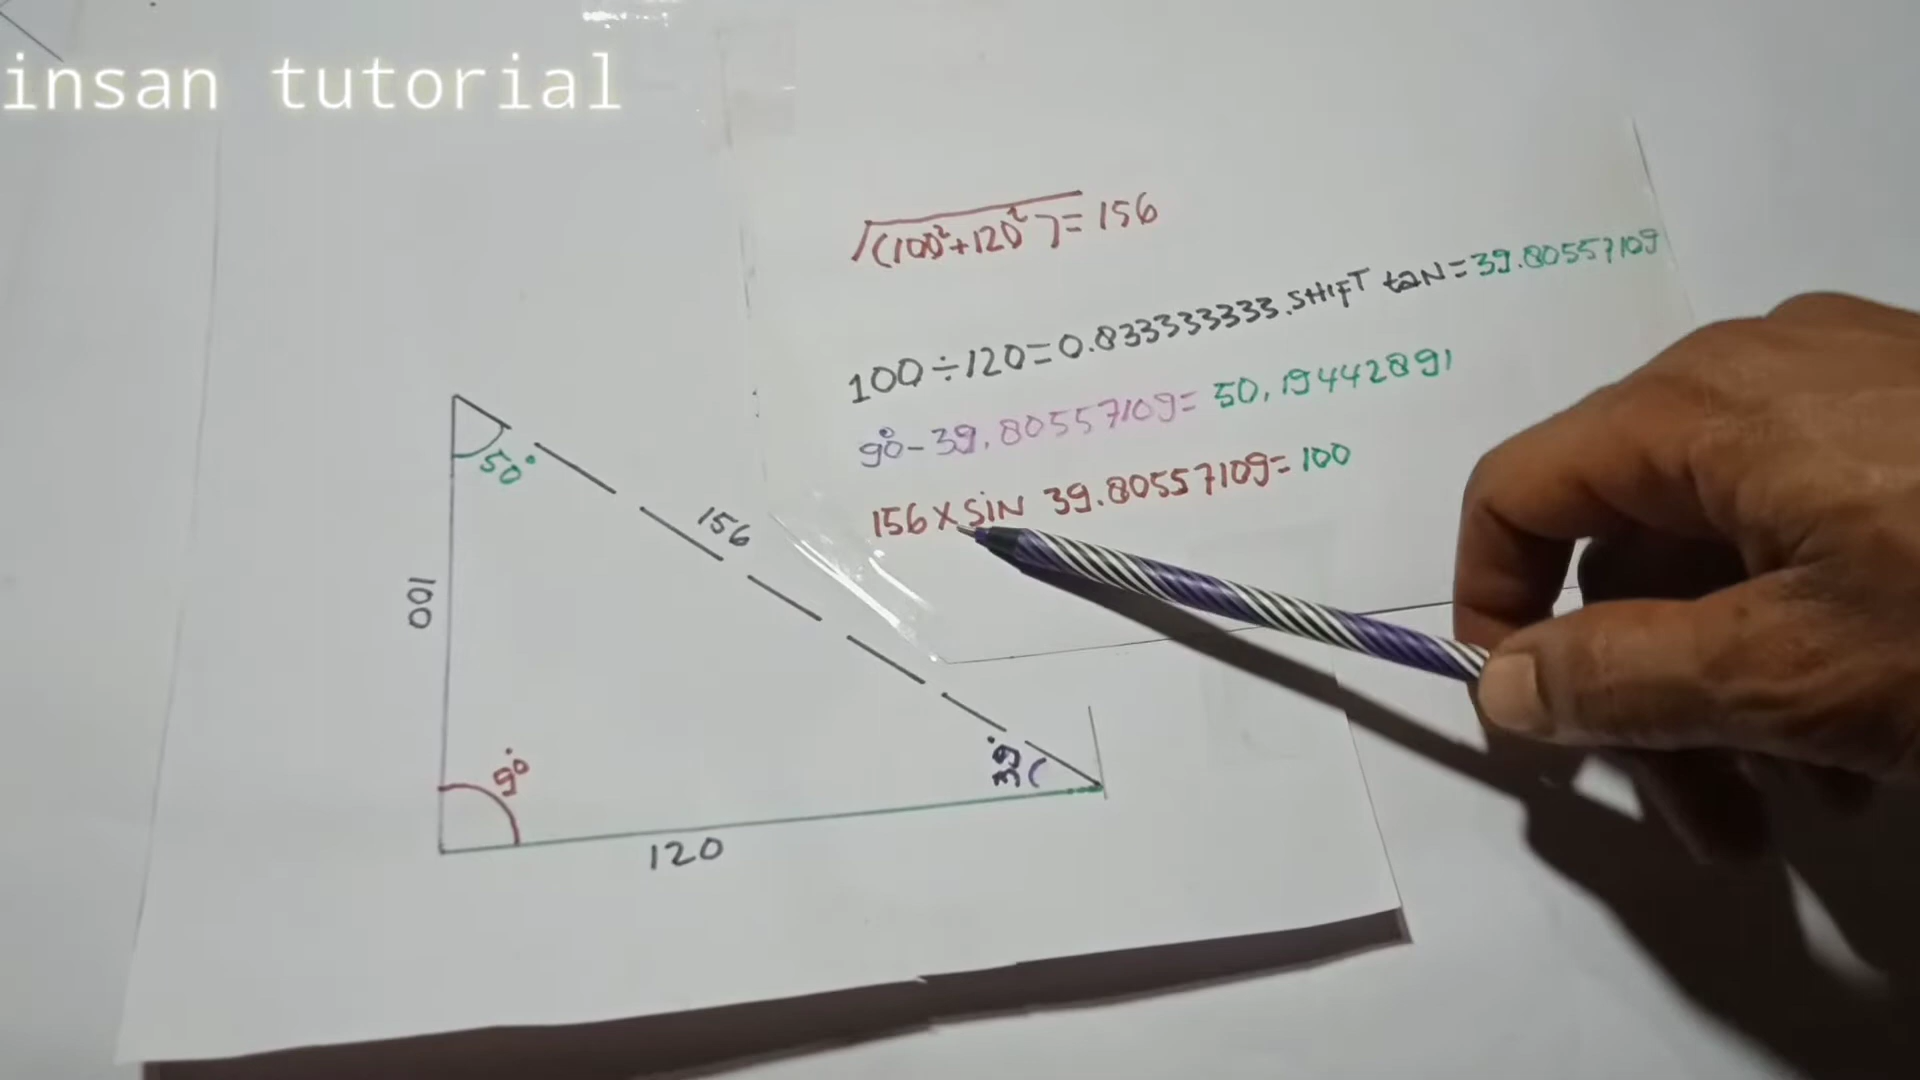 insan tutorial
√(100²+120²)=156
100÷120=0.833333333.SHIFT tan=39.80557109
90°-39.80557109=50.19442891
156×sin 39.80557109=100
50°
156
100
90°
39°
120